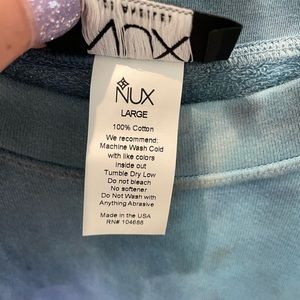 NUX
NUX
LARGE
100% Cotton
We recommend:
Machine Wash Cold
with like colors
inside out
Tumble Dry Low
Do not bleach
No softener
Do not Wash with
Anything Abrasive
Made in the USA
RN# 104688